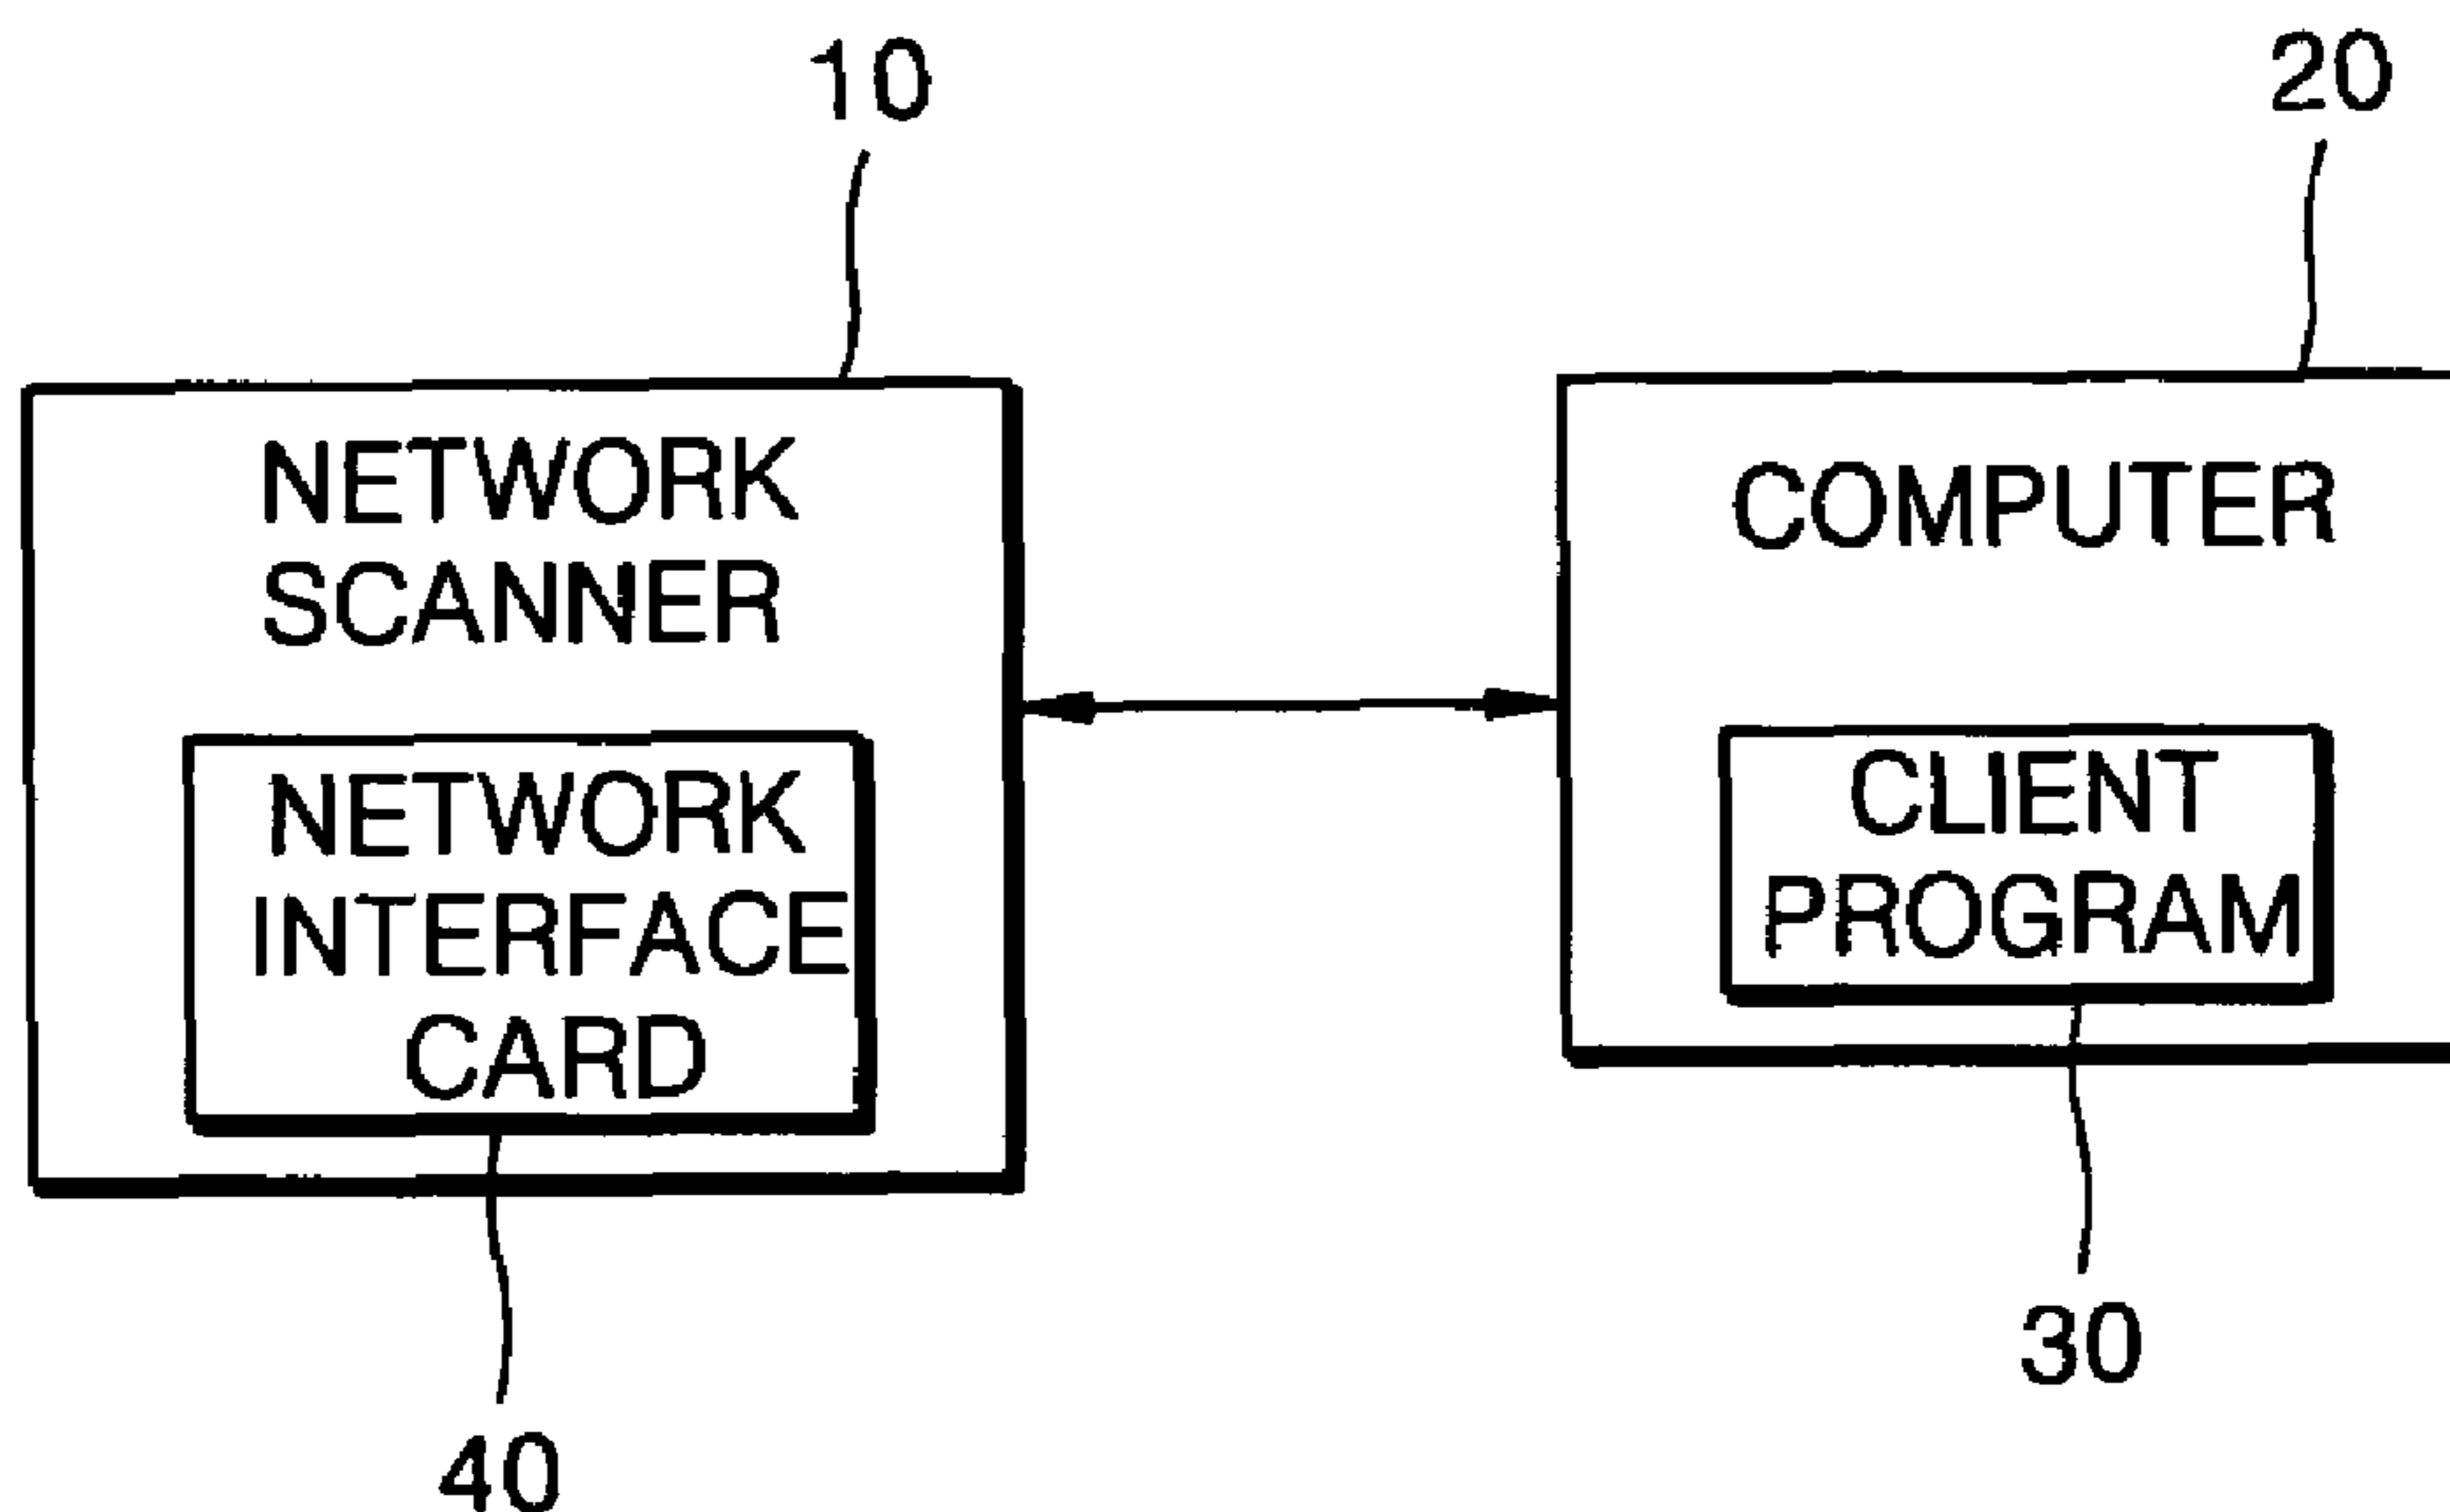 10
20
NETWORK
SCANNER
COMPUTER
NETWORK
INTERFACE
CARD
CLIENT
PROGRAM
30
40